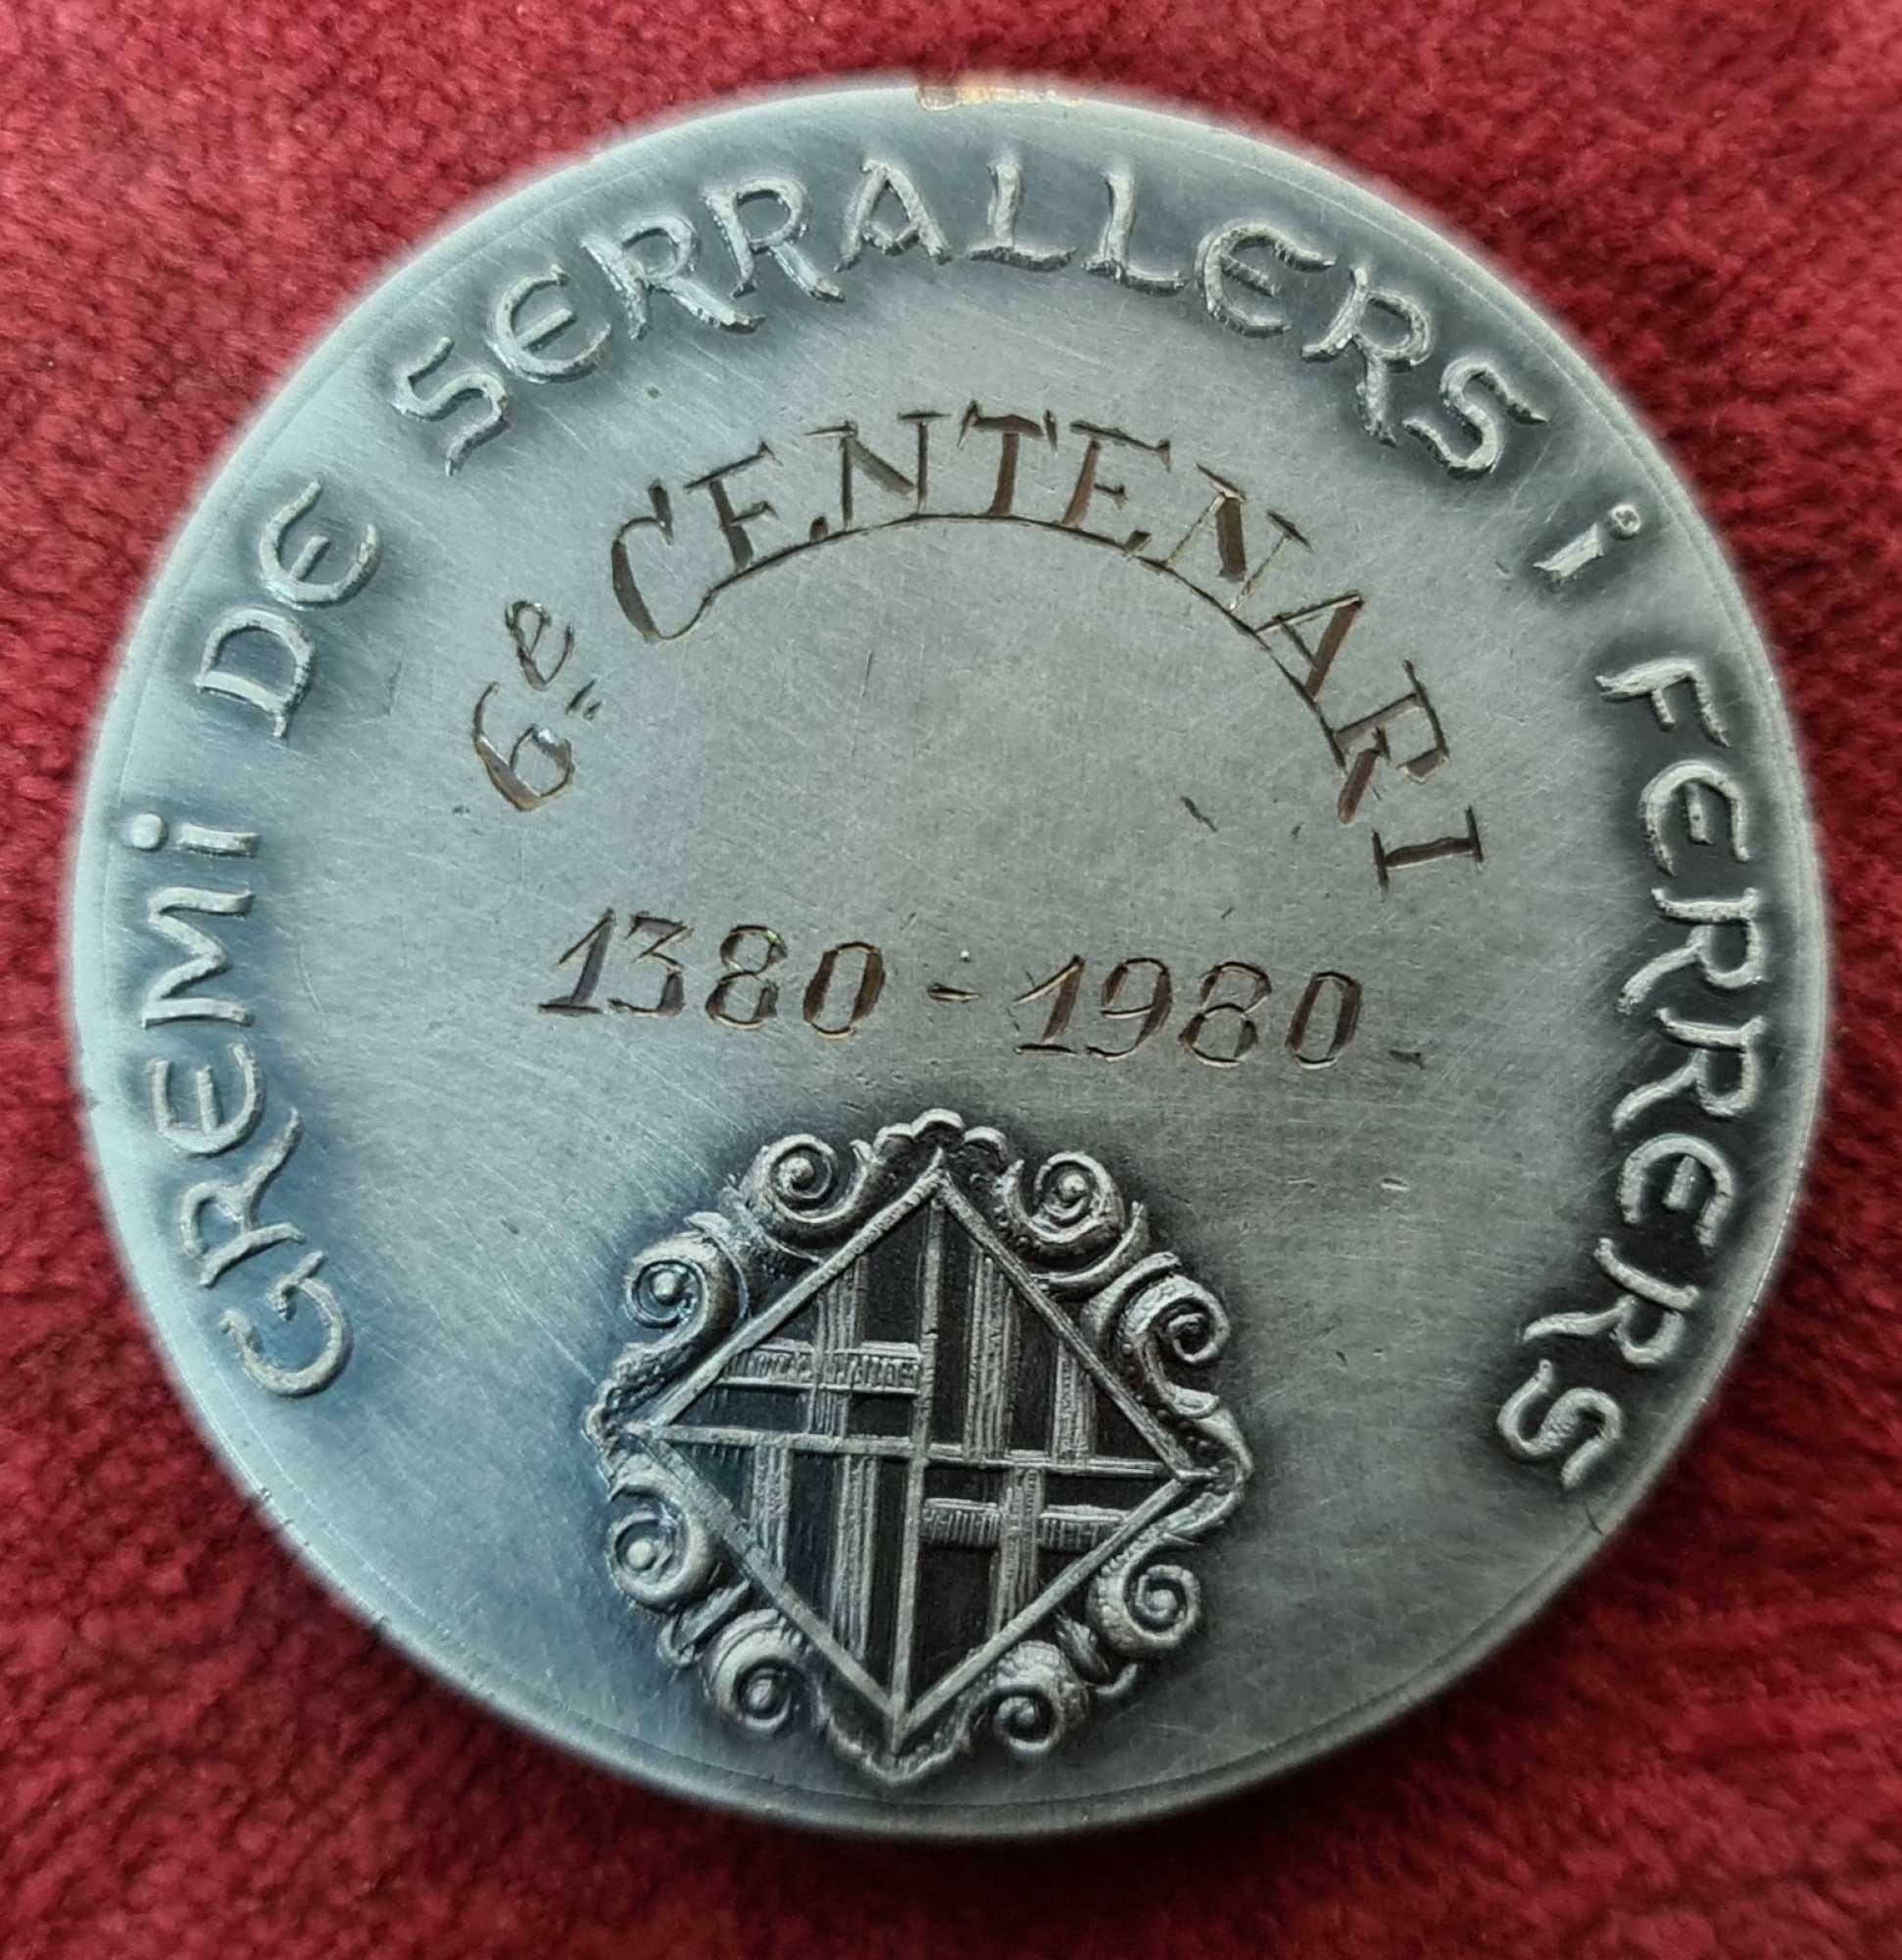 GREMi DE SERRALLERS i FERRERS
6e CENTENARI
1380-1980-